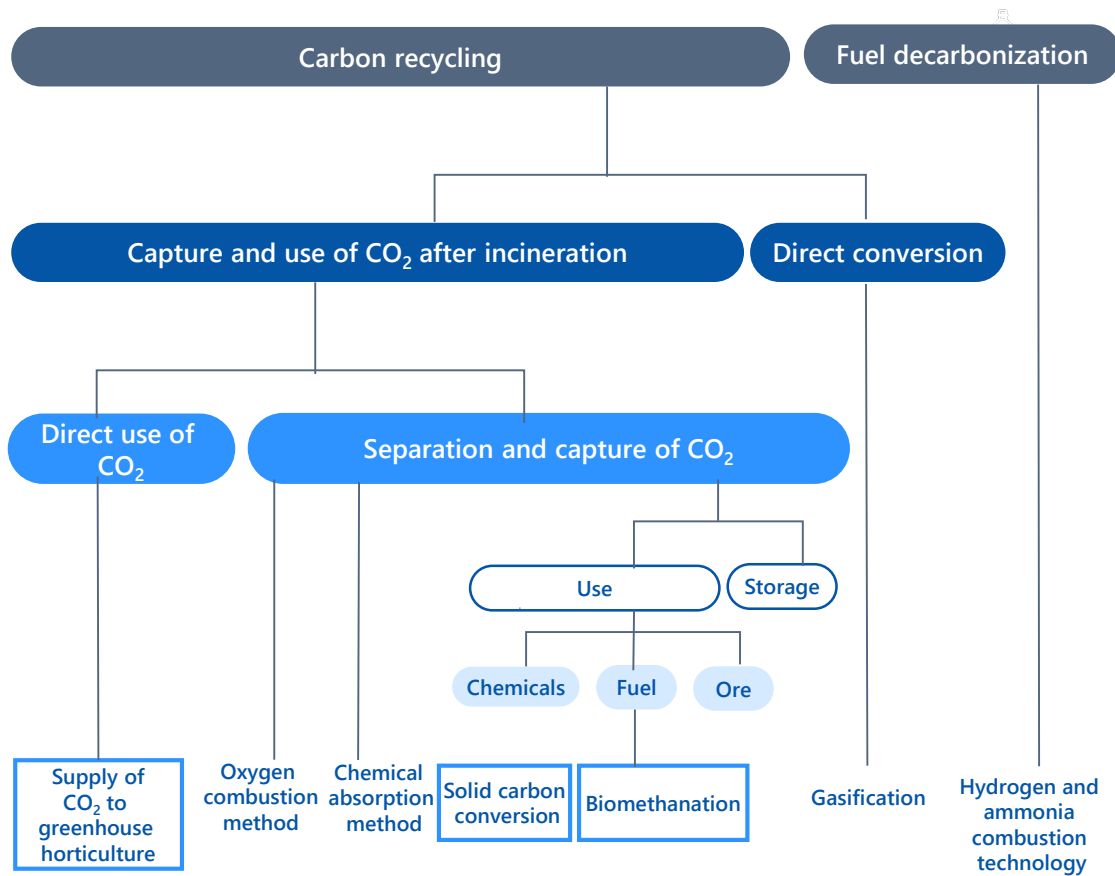 Carbon recycling
Fuel decarbonization
Capture and use of CO₂ after incineration
Direct conversion
Direct use of
CO₂
Separation and capture of CO₂
Use
Storage
Chemicals
Fuel
Ore
Supply of
CO₂ to
greenhouse
horticulture
Oxygen
combustion
method
Chemical
absorption
method
Solid carbon
conversion
Biomethanation
Gasification
Hydrogen and
ammonia
combustion
technology